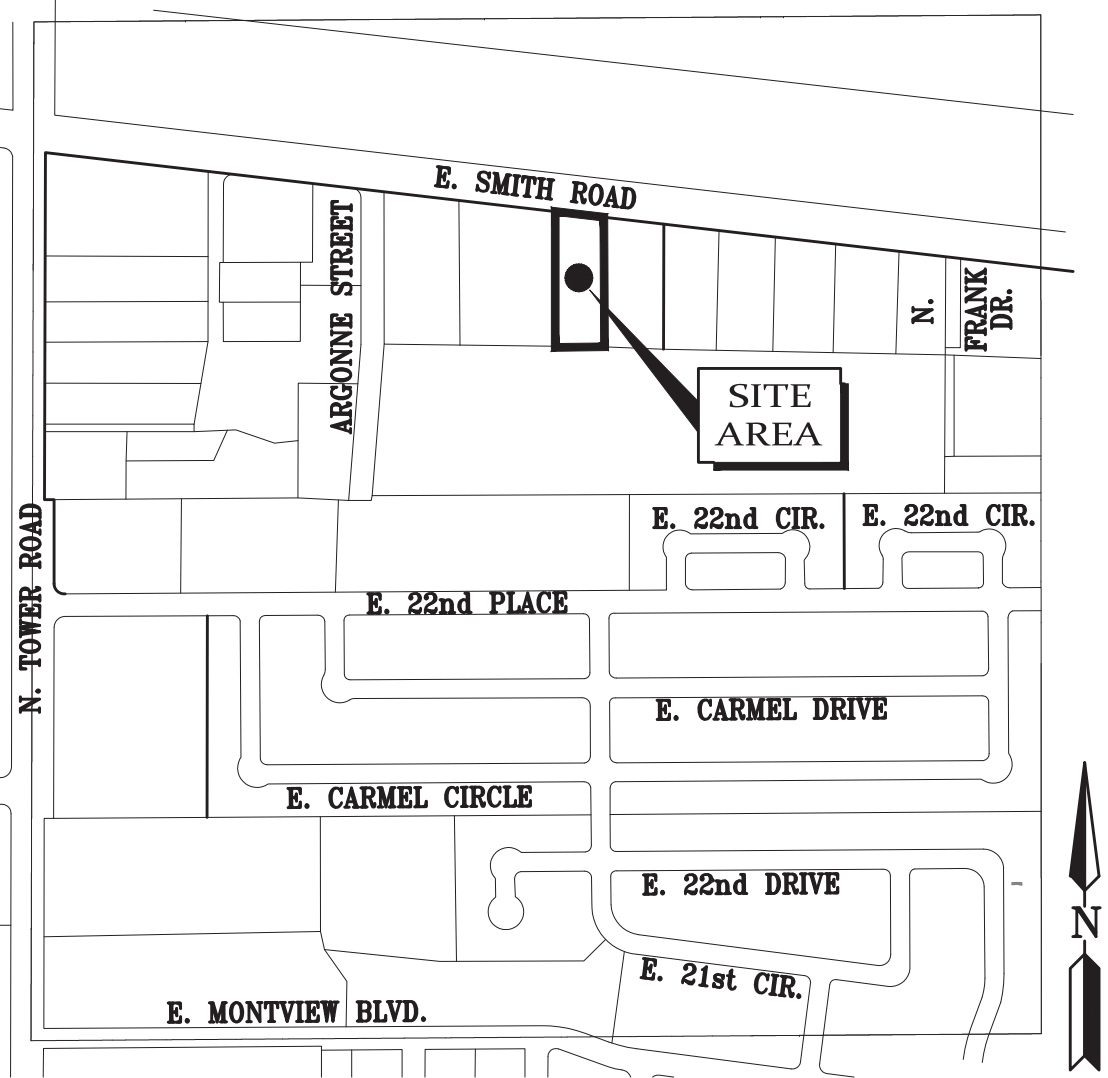 E. SMITH ROAD
ARGONNE STREET
N.
FRANK
DR.
SITE
AREA
N. TOWER ROAD
E. 22nd CIR.
E. 22nd CIR.
E. 22nd PLACE
E. CARMEL DRIVE
E. CARMEL CIRCLE
E. 22nd DRIVE
N
E. 21st CIR.
E. MONTVIEW BLVD.